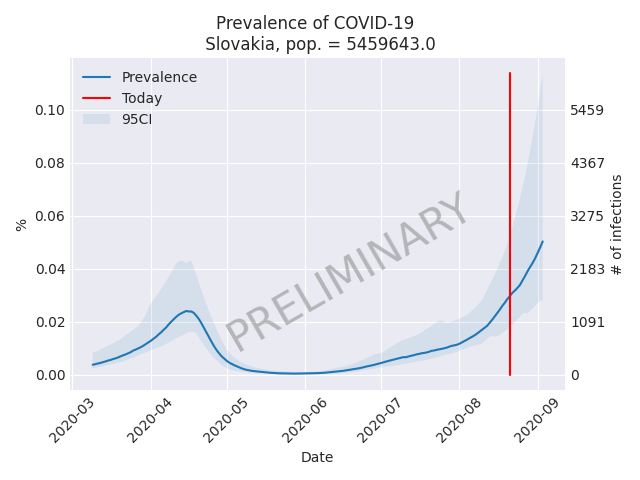 Prevalence of COVID-19
Slovakia, pop. = 5459643.0
Prevalence
Today
95CI
0.10
0.08
0.06
0.04
0.02
0.00
%
5459
4367
3275
2183
1091
0
# of infections
PRELIMINARY
2020-03
2020-04
2020-05
2020-06
2020-07
2020-08
2020-09
Date